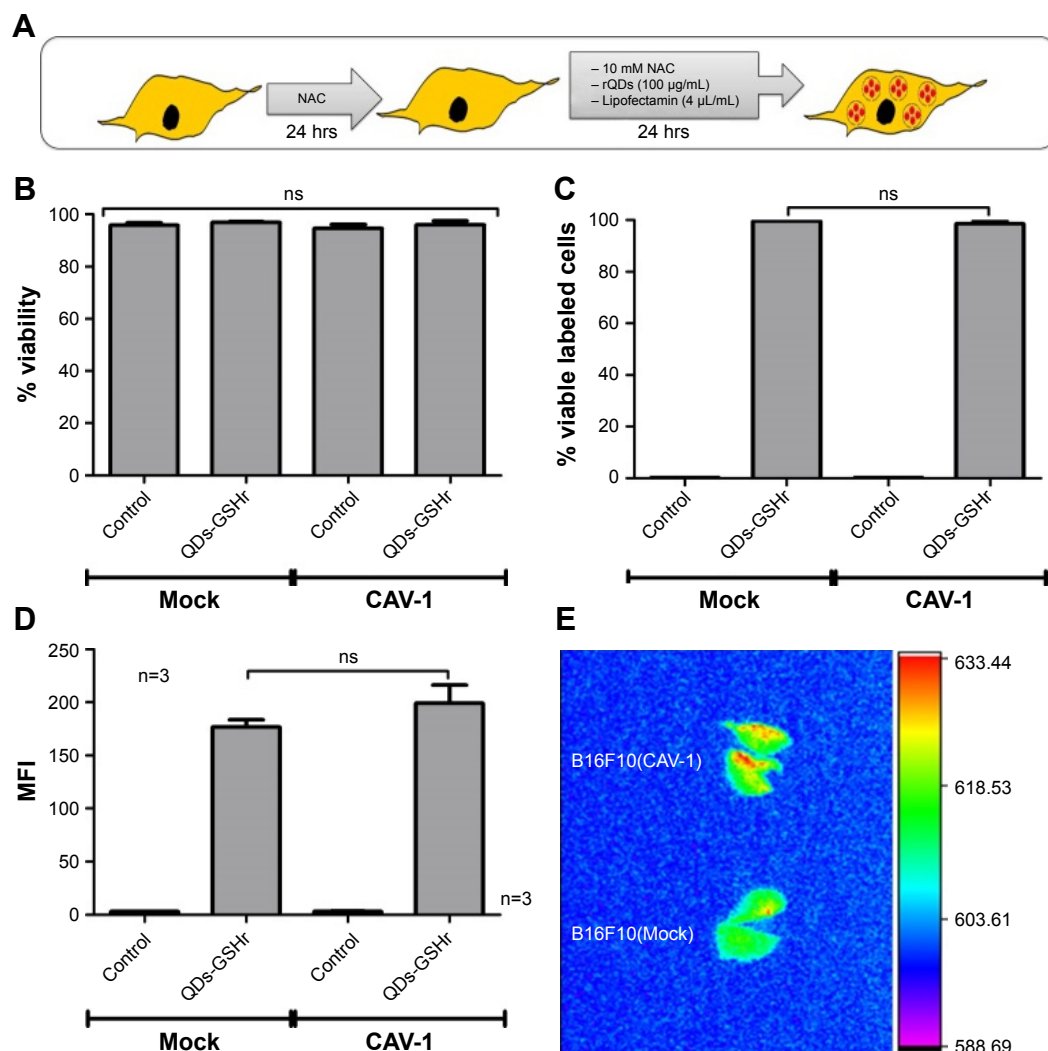 A
NAC
24 hrs
– 10 mM NAC
– rQDs (100 µg/mL)
– Lipofectamin (4 µL/mL)
24 hrs
B
ns
% viability
100
80
60
40
20
0
Control
QDs-GSHr
Control
QDs-GSHr
Mock
CAV-1
C
ns
% viable labeled cells
100
80
60
40
20
0
Control
QDs-GSHr
Control
QDs-GSHr
Mock
CAV-1
D
n=3
ns
MFI
250
200
150
100
50
0
n=3
Control
QDs-GSHr
Control
QDs-GSHr
Mock
CAV-1
E
B16F10(CAV-1)
B16F10(Mock)
633.44
618.53
603.61
588.69